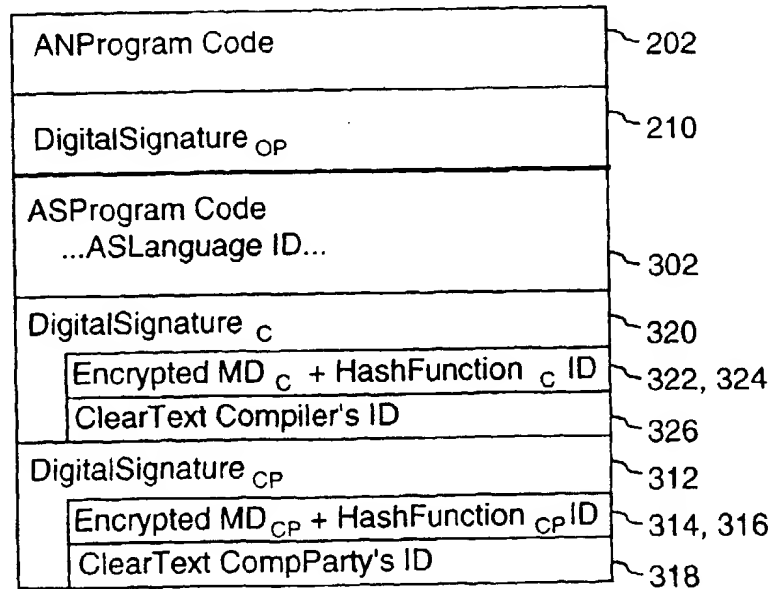 ANProgram Code 202
DigitalSignature OP 210
ASProgram Code
...ASLanguage ID... 302
DigitalSignature C 320
Encrypted MD C + HashFunction C ID 322, 324
ClearText Compiler's ID 326
DigitalSignature CP 312
Encrypted MD CP + HashFunction CP ID 314, 316
ClearText CompParty's ID 318